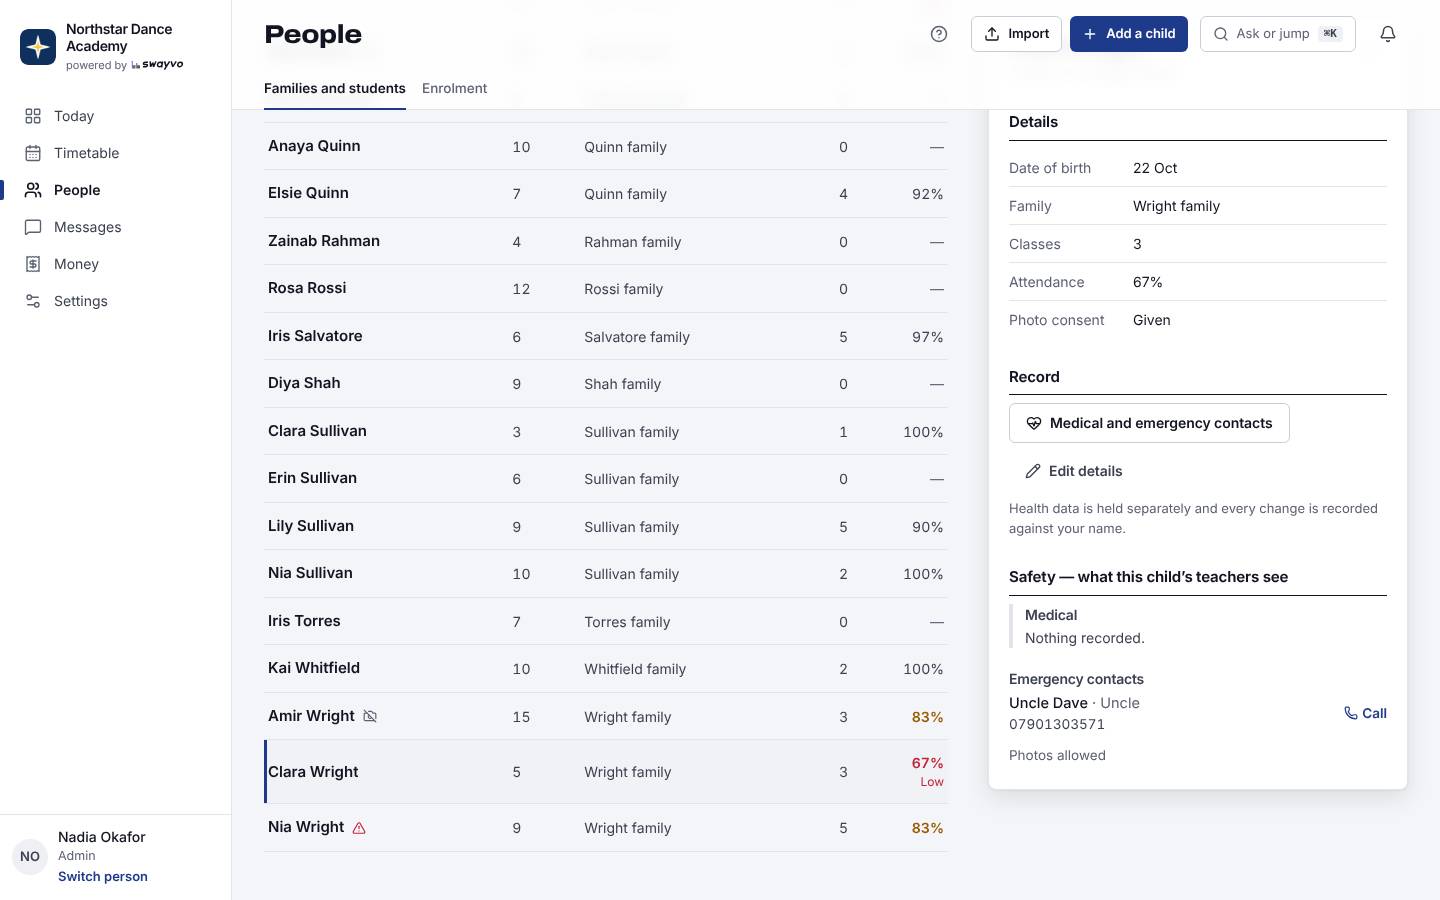 Northstar Dance
Academy
powered by swayvo
Today
Timetable
People
Messages
Money
Settings
Nadia Okafor
NO
Admin
Switch person
People
Import
Add a child
Ask or jump ⌘K
Families and students
Enrolment
Anaya Quinn 10 Quinn family 0 —
Elsie Quinn 7 Quinn family 4 92%
Zainab Rahman 4 Rahman family 0 —
Rosa Rossi 12 Rossi family 0 —
Iris Salvatore 6 Salvatore family 5 97%
Diya Shah 9 Shah family 0 —
Clara Sullivan 3 Sullivan family 1 100%
Erin Sullivan 6 Sullivan family 0 —
Lily Sullivan 9 Sullivan family 5 90%
Nia Sullivan 10 Sullivan family 2 100%
Iris Torres 7 Torres family 0 —
Kai Whitfield 10 Whitfield family 2 100%
Amir Wright 15 Wright family 3 83%
Clara Wright 5 Wright family 3 67%
Low
Nia Wright 9 Wright family 5 83%
Details
Date of birth 22 Oct
Family Wright family
Classes 3
Attendance 67%
Photo consent Given
Record
Medical and emergency contacts
Edit details
Health data is held separately and every change is recorded
against your name.
Safety — what this child’s teachers see
Medical
Nothing recorded.
Emergency contacts
Uncle Dave · Uncle
07901303571
Call
Photos allowed